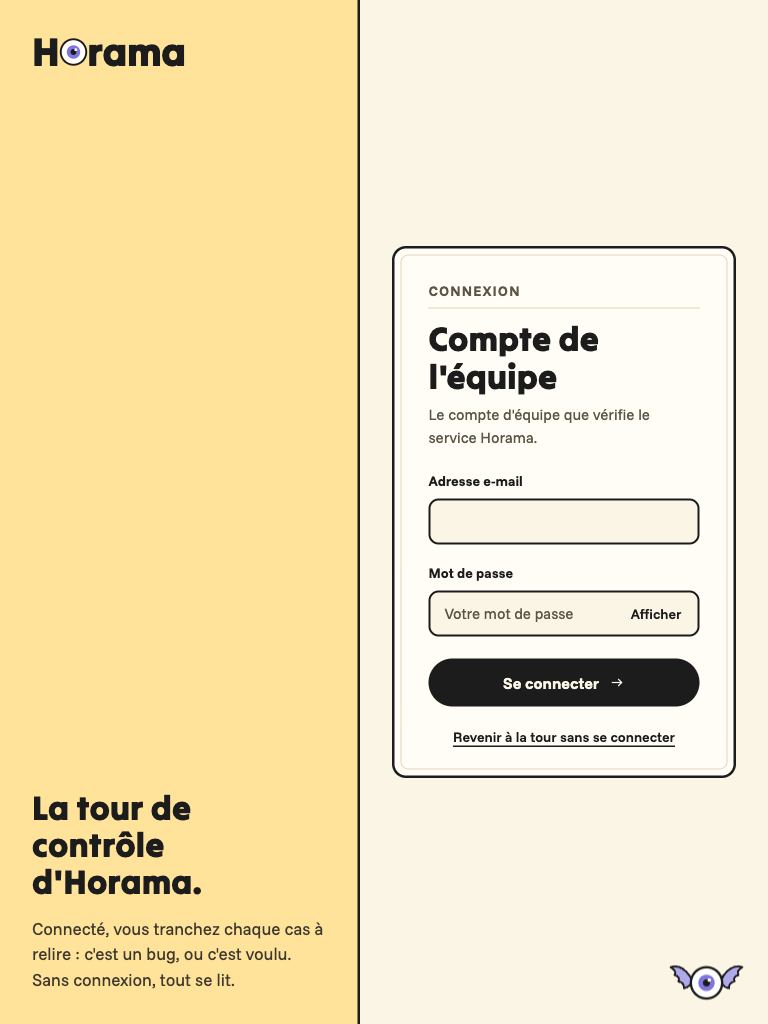 Horama
La tour de
contrôle
d'Horama.
Connecté, vous tranchez chaque cas à
relire : c'est un bug, ou c'est voulu.
Sans connexion, tout se lit.
CONNEXION
Compte de
l'équipe
Le compte d'équipe que vérifie le
service Horama.
Adresse e-mail
Mot de passe
Votre mot de passe Afficher
Se connecter →
Revenir à la tour sans se connecter